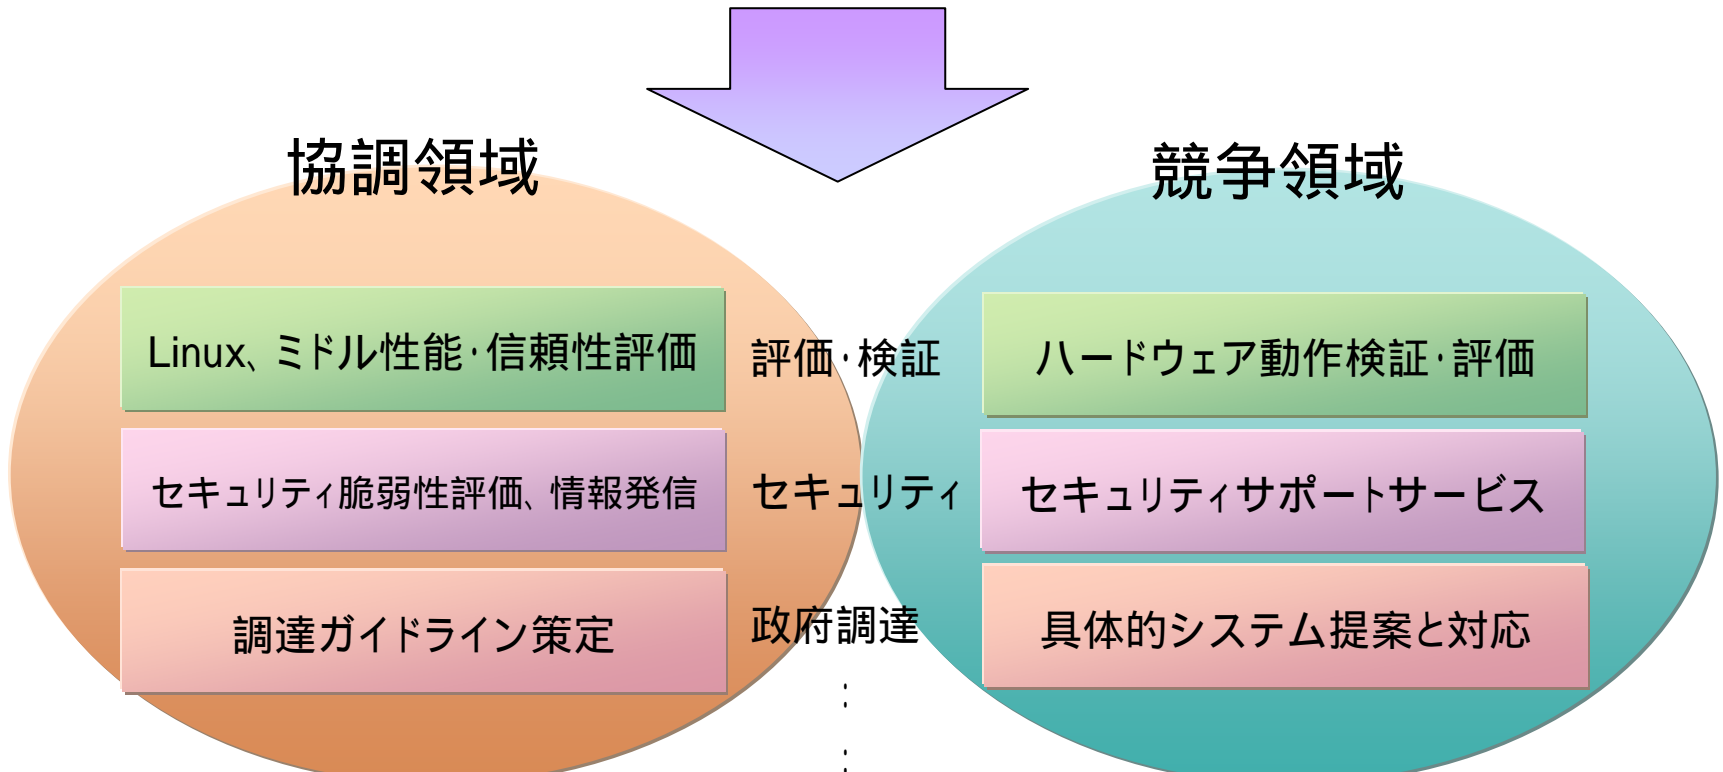 協調領域
競争領域
Linux、ミドル性能・信頼性評価
評価・検証
ハードウェア動作検証・評価
セキュリティ脆弱性評価、情報発信
セキュリティ
セキュリティサポートサービス
調達ガイドライン策定
政府調達
具体的システム提案と対応